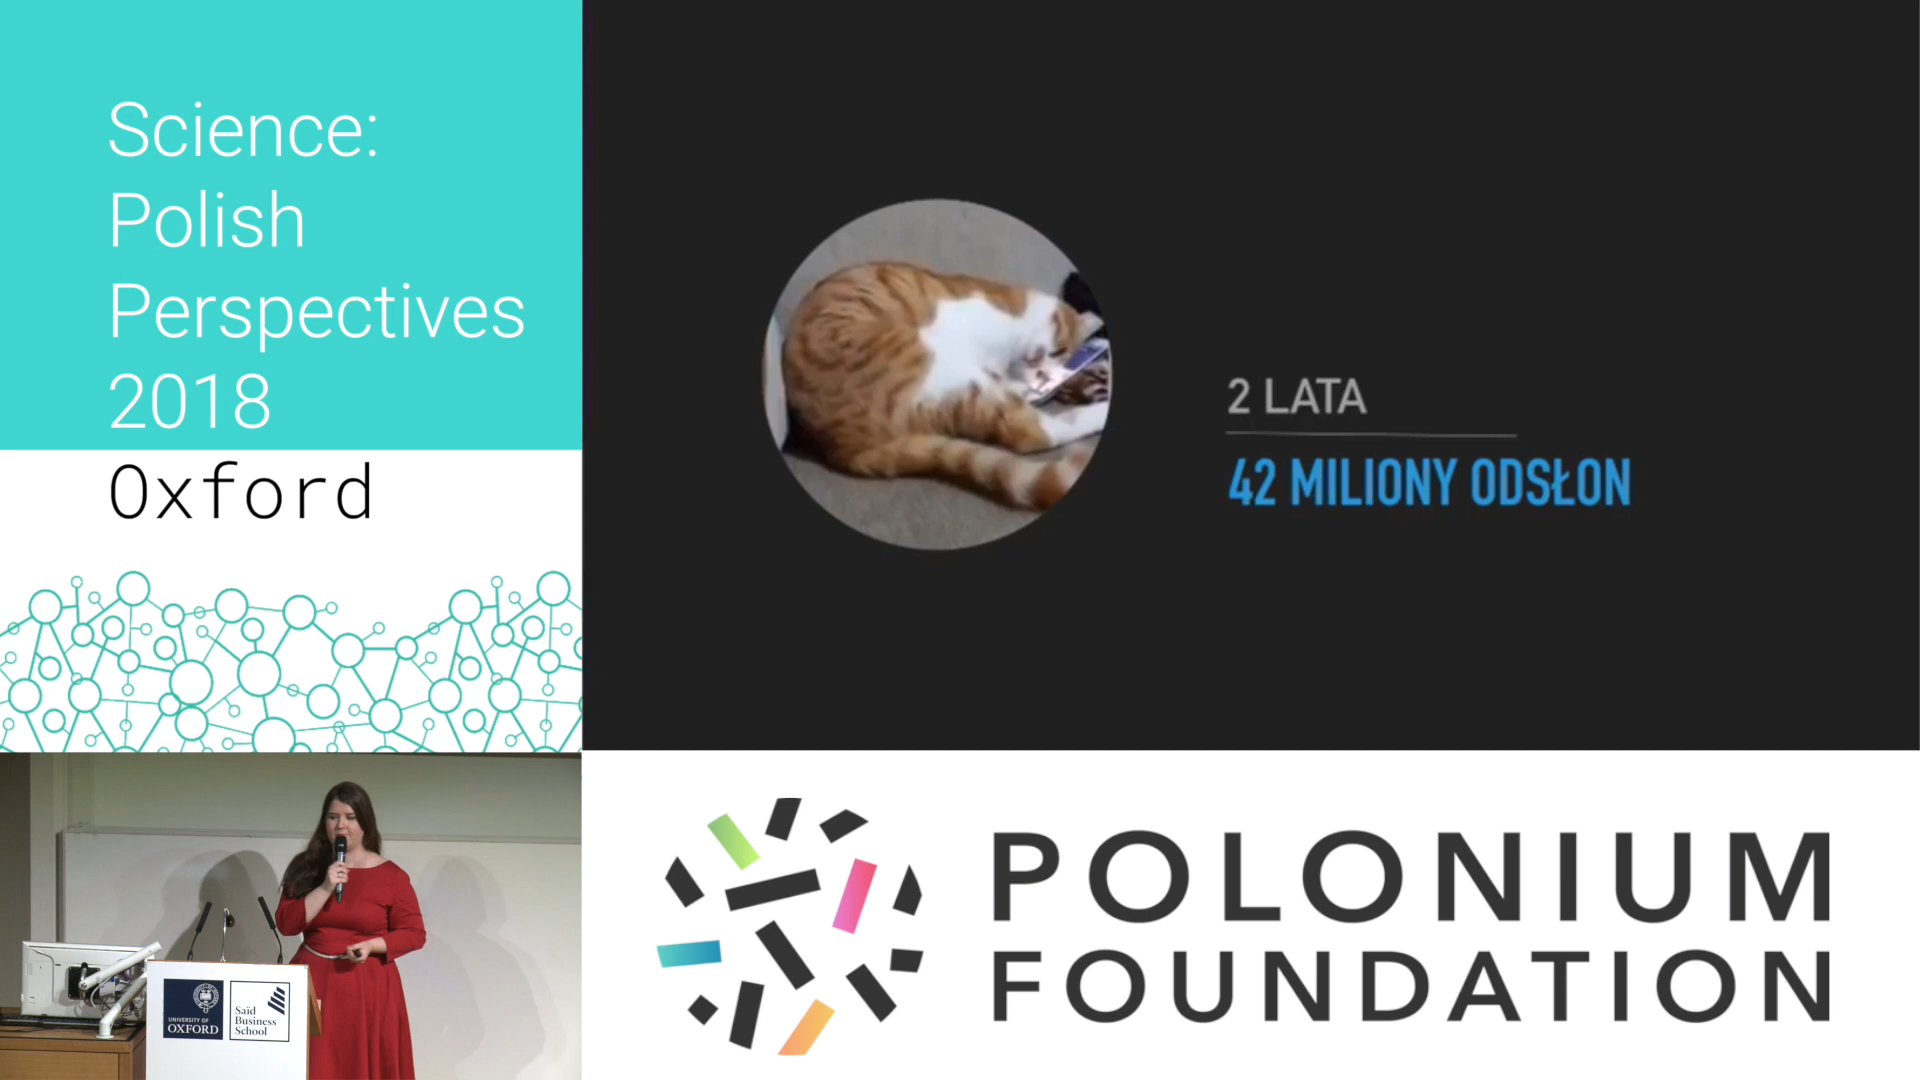 Science:
Polish
Perspectives
2018
Oxford
2 LATA
42 MILIONY ODSŁON
UNIVERSITY OF
OXFORD
Saïd
Business
School
POLONIUM
FOUNDATION